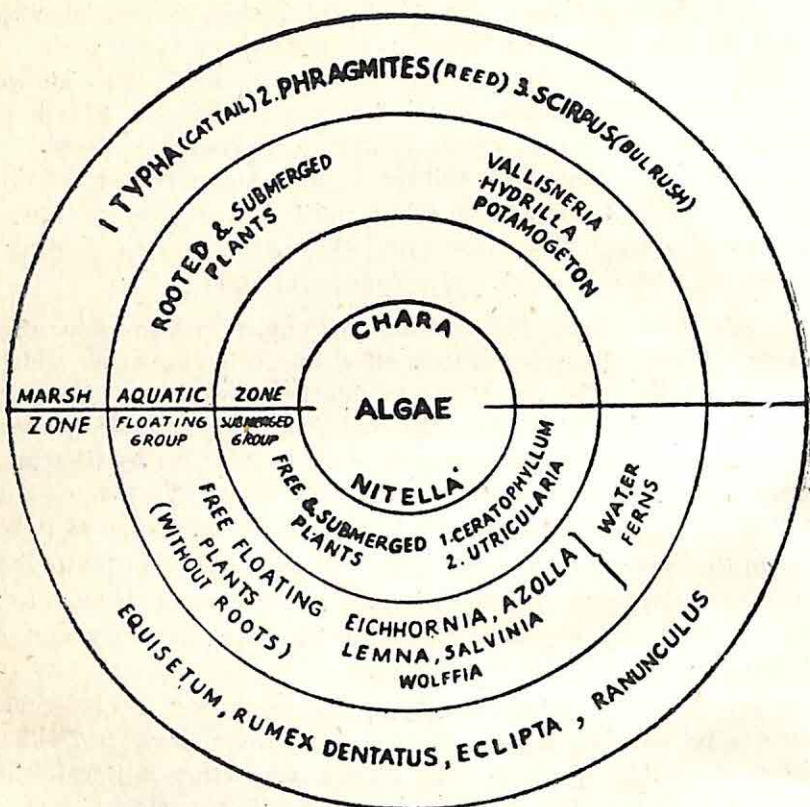 1 TYPHA (CAT TAIL) 2. PHRAGMITES (REED) 3. SCIRPUS (BULRUSH)
ROOTED & SUBMERGED
PLANTS
VALLISNERIA
HYDRILLA
POTAMOGETON
CHARA
ALGAE
NITELLA
MARSH AQUATIC ZONE
ZONE FLOATING SUBMERGED
GROUP GROUP
FREE & SUBMERGED
PLANTS
1. CERATOPHYLLUM
2. UTRICULARIA
FREE FLOATING
PLANTS
(WITHOUT ROOTS)
EICHHORNIA, AZOLLA }
LEMNA, SALVINIA
WOLFFIA
WATER
FERNS
EQUISETUM, RUMEX DENTATUS, ECLIPTA, RANUNCULUS